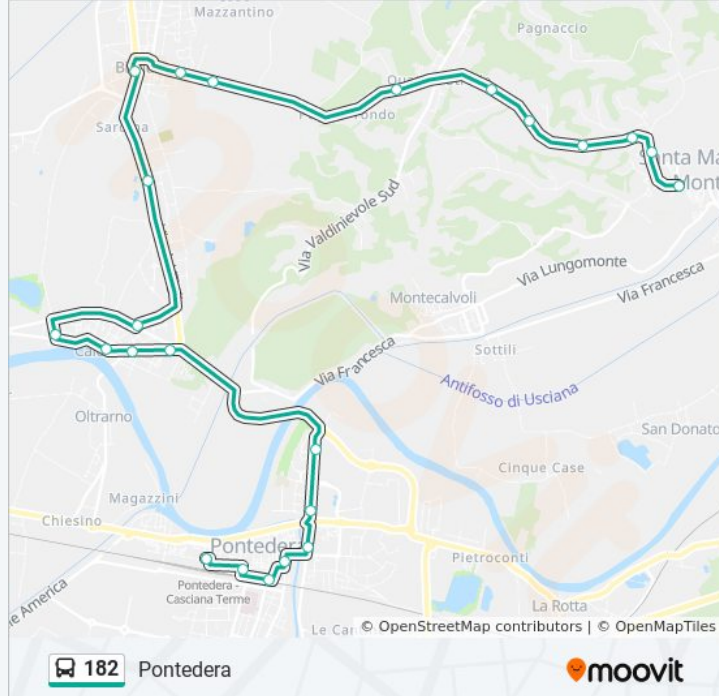 Mazzantino
Pagnaccio
Santa Ma
Mont
Via Valdinievole Sud
Via Lungomonte
Via Francesca
Montecalvoli
Sottili
Via Francesca
Antifosso di Usciana
Oltrarno
San Donato
Cinque Case
Magazzini
Chiesino
Pontedera
Pietroconti
Pontedera -
Casciana Terme
e America
La Rotta
Le Ca
© OpenStreetMap contributors | © OpenMapTiles
182 Pontedera
moovit